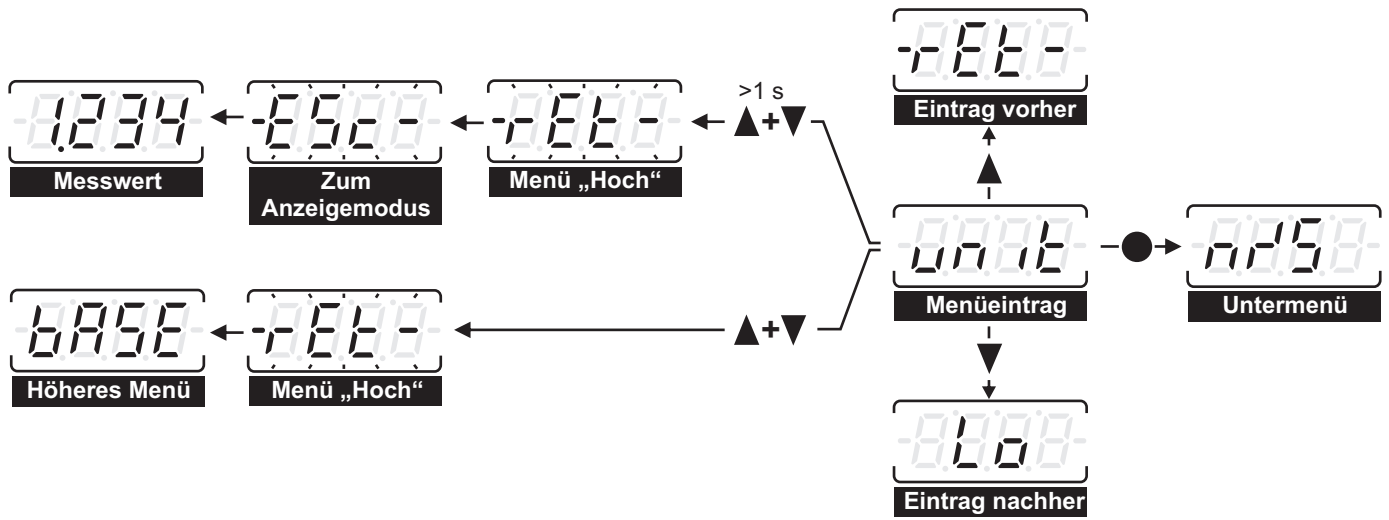 -rEt-
Eintrag vorher
1.234
Messwert
-ESc-
Zum
Anzeigemodus
-rEt-
Menü „Hoch“
>1 s
▲+▼
unit
Menüeintrag
Untermenü
bASE
Höheres Menü
-rEt-
Menü „Hoch“
▲+▼
Lo
Eintrag nachher